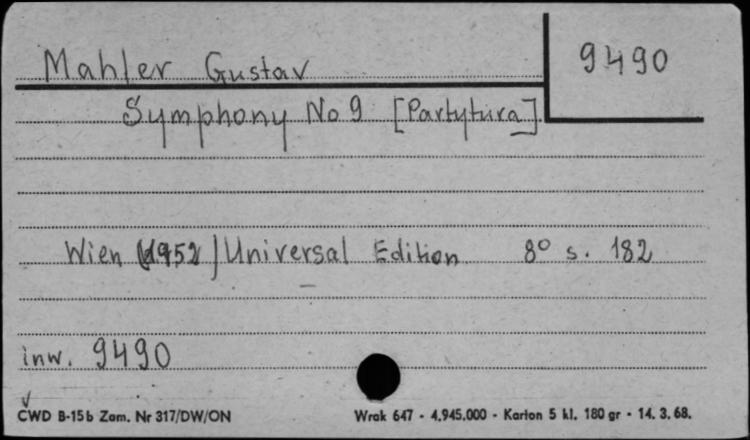 Mahler Gustav
9490
Symphony No 9 [Partytura]
Wien (1952) Universal Edition 8° s. 182
inw. 9490
CWD B-15b Zam. Nr 317/DW/ON
Wrak 647 - 4.945.000 - Karton 5 kl. 180 gr - 14. 3. 68.